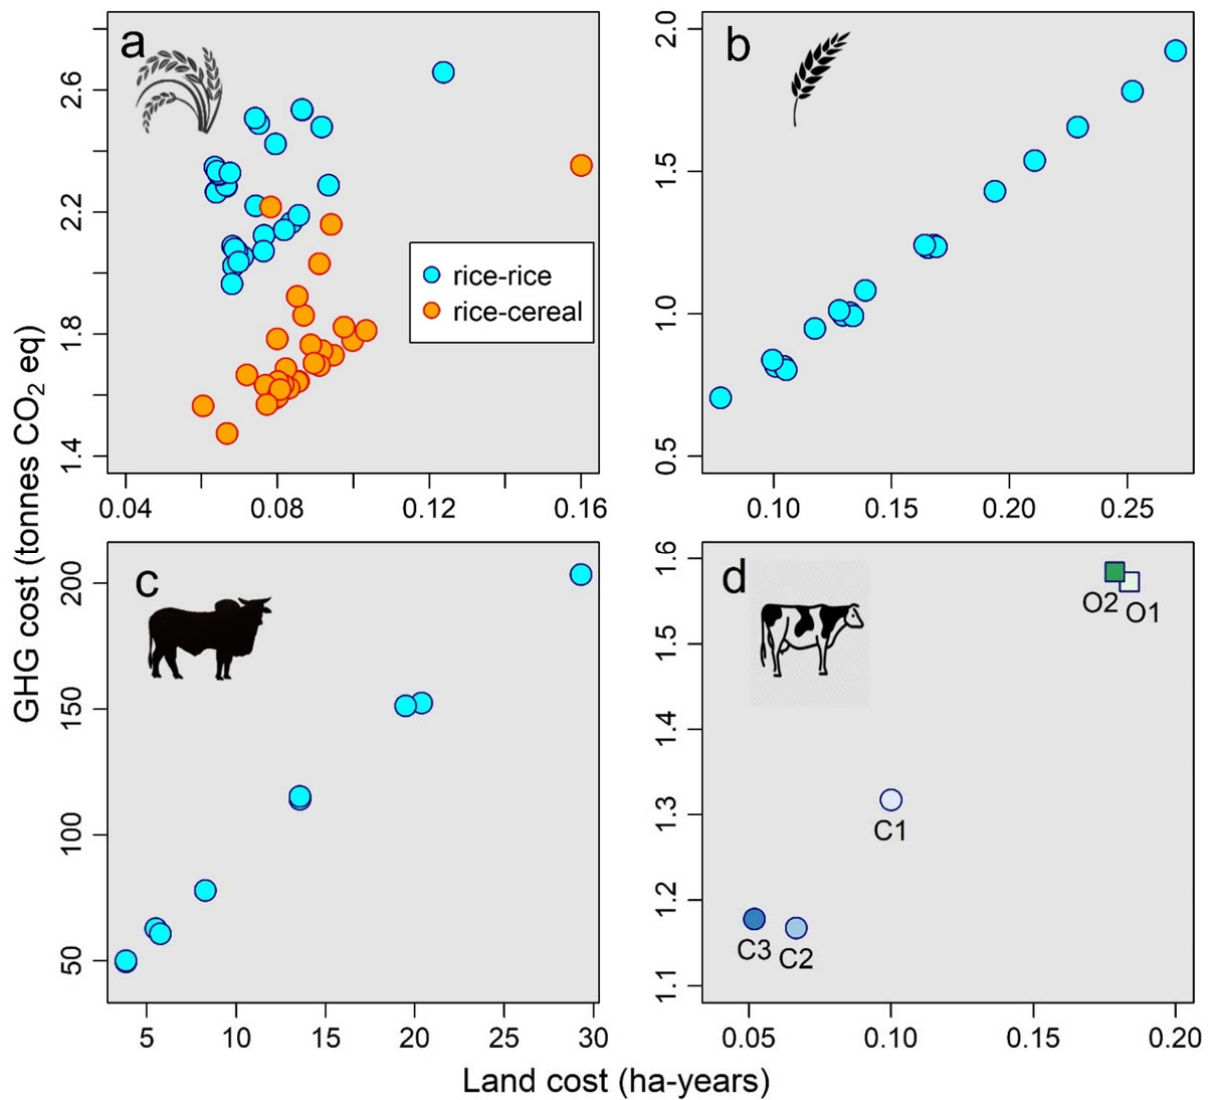 GHG cost (tonnes CO₂ eq)
a
2.6
2.2
1.8
1.4
rice-rice
rice-cereal
0.04 0.08 0.12 0.16
b
2.0
1.5
1.0
0.5
0.10 0.15 0.20 0.25
c
200
150
100
50
5 10 15 20 25 30
d
1.6
1.5
1.4
1.3
1.2
1.1
O2 O1
C1
C3 C2
0.05 0.10 0.15 0.20
Land cost (ha-years)